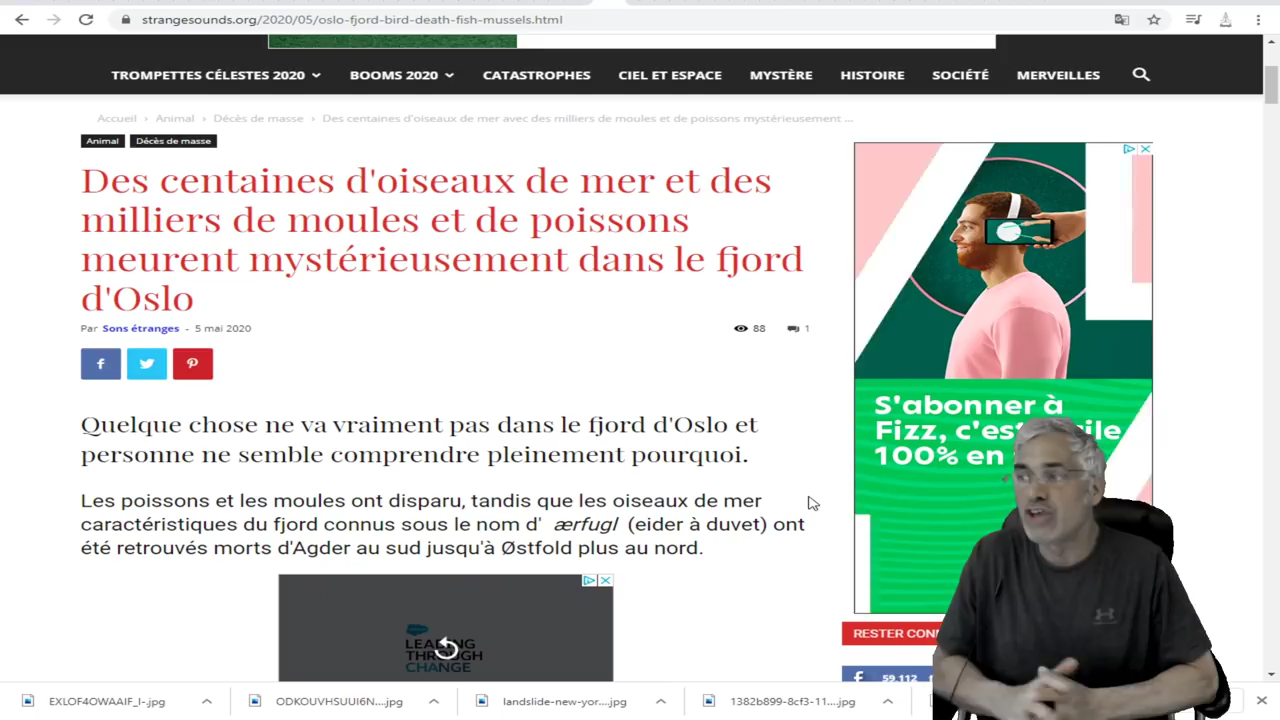 strangesounds.org/2020/05/oslo-fjord-bird-death-fish-mussels.html
TROMPETTES CÉLESTES 2020 BOOMS 2020 CATASTROPHES CIEL ET ESPACE MYSTÈRE HISTOIRE SOCIÉTÉ MERVEILLES
Accueil › Animal › Décès de masse › Des centaines d'oiseaux de mer avec des milliers de moules et de poissons mystérieusement ...
Animal Décès de masse
Des centaines d'oiseaux de mer et des
milliers de moules et de poissons
meurent mystérieusement dans le fjord
d'Oslo
Par Sons étranges - 5 mai 2020 88 1
Quelque chose ne va vraiment pas dans le fjord d'Oslo et
personne ne semble comprendre pleinement pourquoi.
Les poissons et les moules ont disparu, tandis que les oiseaux de mer
caractéristiques du fjord connus sous le nom d' ærfugl (eider à duvet) ont
été retrouvés morts d'Agder au sud jusqu'à Østfold plus au nord.
LEADING
THROUGH
CHANGE
S'abonner à
Fizz, c'est
100% en
RESTER
59,112
EXLOF4OWAAIF_I-.jpg ODKOUVHSUUI6N....jpg landslide-new-yor....jpg 1382b899-8cf3-11....jpg